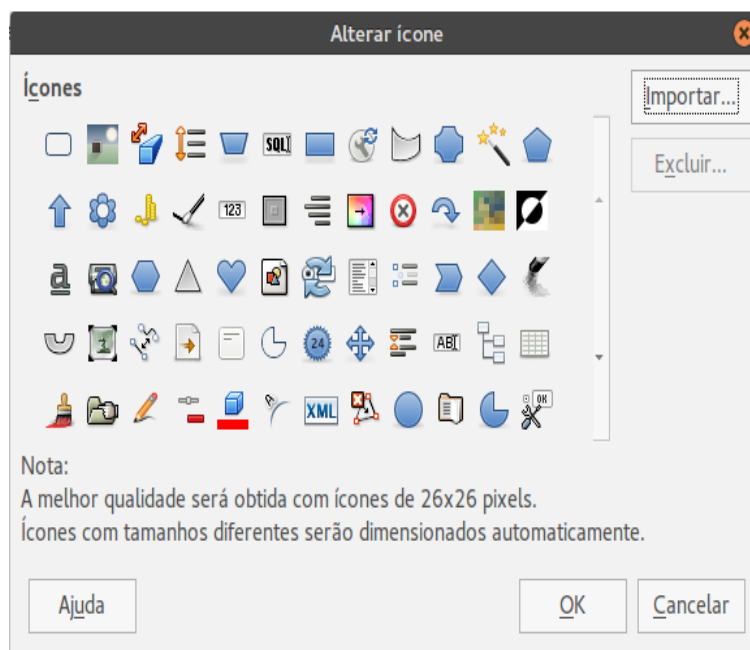 Alterar ícone
Ícones
Importar...
Excluir...
SQL
123
a
24
ABI
A
XML
OK
Nota:
A melhor qualidade será obtida com ícones de 26x26 pixels.
Ícones com tamanhos diferentes serão dimensionados automaticamente.
Ajuda
OK
Cancelar